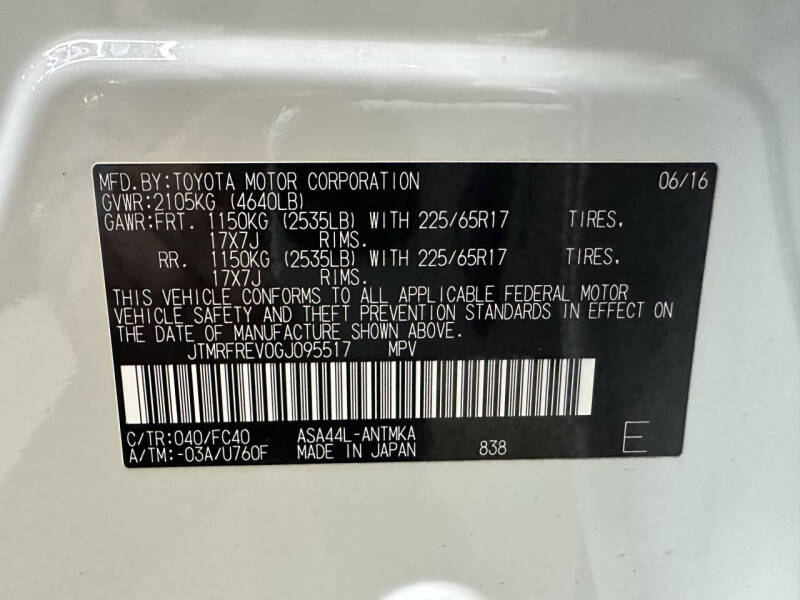 MFD.BY:TOYOTA MOTOR CORPORATION 06/16
GVWR:2105KG (4640LB)
GAWR:FRT. 1150KG (2535LB) WITH 225/65R17 TIRES,
17X7J RIMS.
RR. 1150KG (2535LB) WITH 225/65R17 TIRES,
17X7J RIMS.
THIS VEHICLE CONFORMS TO ALL APPLICABLE FEDERAL MOTOR
VEHICLE SAFETY AND THEFT PREVENTION STANDARDS IN EFFECT ON
THE DATE OF MANUFACTURE SHOWN ABOVE.
JTMRFREV0GJ095517 MPV
C/TR:040/FC40 ASA44L-ANTMKA
A/TM:-03A/U760F MADE IN JAPAN 838 E